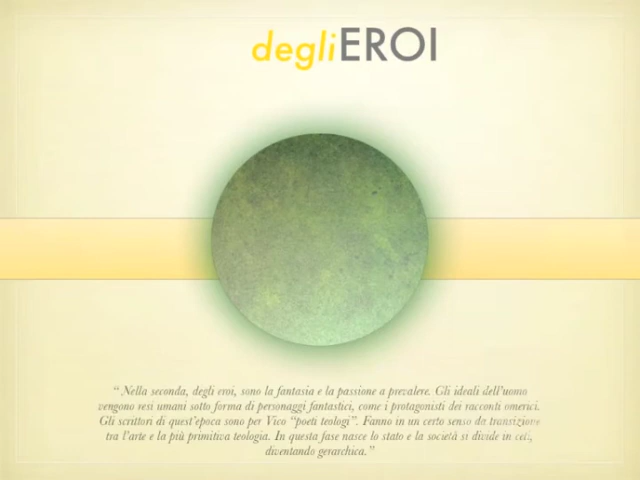 degliEROI
“ Nella seconda, degli eroi, sono la fantasia e la passione a prevalere. Gli ideali dell’uomo
vengono resi umani sotto forma di personaggi fantastici, come i protagonisti dei racconti omerici.
Gli scrittori di quest’epoca sono per Vico “poeti teologi”. Fanno in un certo senso da transizione
tra l’arte e la più primitiva teologia. In questa fase nasce lo stato e la società si divide in ceti,
diventando gerarchica.”